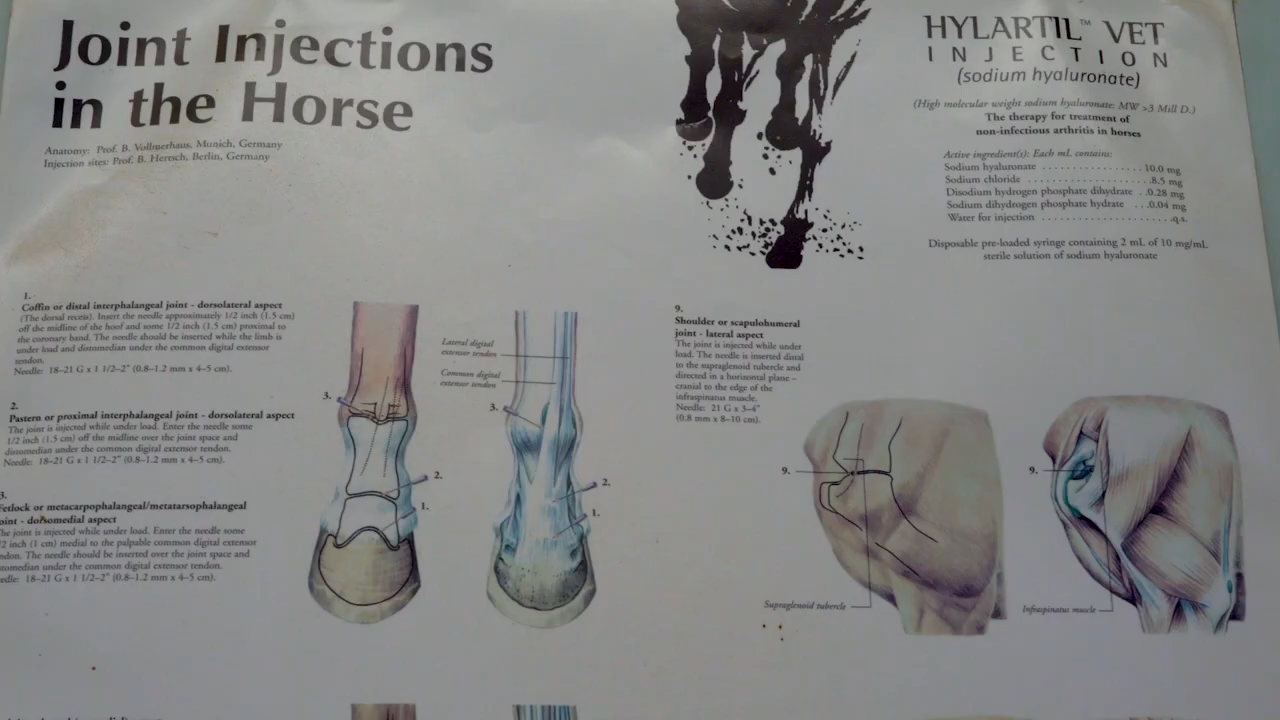 Joint Injections
in the Horse
Anatomy: Prof. B. Vollmerhaus, Munich, Germany
Injection sites: Prof. B. Hertsch, Berlin, Germany
HYLARTIL™ VET
INJECTION
(sodium hyaluronate)
(High molecular weight sodium hyaluronate: MW >3 Mill D.)
The therapy for treatment of
non-infectious arthritis in horses
Active ingredient(s): Each mL contains:
Sodium hyaluronate . . . . . . . . . . . . . . . . . 10.0 mg
Sodium chloride . . . . . . . . . . . . . . . . . . . . .8.5 mg
Disodium hydrogen phosphate dihydrate . .0.28 mg
Sodium dihydrogen phosphate hydrate . . .0.04 mg
Water for injection . . . . . . . . . . . . . . . . . . . . . .q.s.
Disposable pre-loaded syringe containing 2 mL of 10 mg/mL
sterile solution of sodium hyaluronate
1.
Coffin or distal interphalangeal joint - dorsolateral aspect
(The dorsal recess). Insert the needle approximately 1/2 inch (1.5 cm)
off the midline of the hoof and some 1/2 inch (1.5 cm) proximal to
the coronary band. The needle should be inserted while the limb is
under load and distomedian under the common digital extensor
tendon.
Needle: 18–21 G x 1 1/2–2" (0.8–1.2 mm x 4–5 cm).
2.
Pastern or proximal interphalangeal joint - dorsolateral aspect
The joint is injected while under load. Enter the needle some
1/2 inch (1.5 cm) off the midline over the joint space and
distomedian under the common digital extensor tendon.
Needle: 18–21 G x 1 1/2–2" (0.8–1.2 mm x 4–5 cm).
3.
Fetlock or metacarpophalangeal/metatarsophalangeal
joint - dorsomedial aspect
The joint is injected while under load. Enter the needle some
/2 inch (1 cm) medial to the palpable common digital extensor
tendon. The needle should be inserted over the joint space and
distomedian under the common digital extensor tendon.
Needle: 18–21 G x 1 1/2–2" (0.8–1.2 mm x 4–5 cm).
3.
2.
1.
Lateral digital
extensor tendon
Common digital
extensor tendon
3.
2.
1.
9.
Shoulder or scapulohumeral
joint - lateral aspect
The joint is injected while under
load. The needle is inserted distal
to the supraglenoid tubercle and
directed in a horizontal plane –
cranial to the edge of the
infraspinatus muscle.
Needle: 21 G x 3–4"
(0.8 mm x 8–10 cm).
9.
Supraglenoid tubercle
9.
Infraspinatus muscle